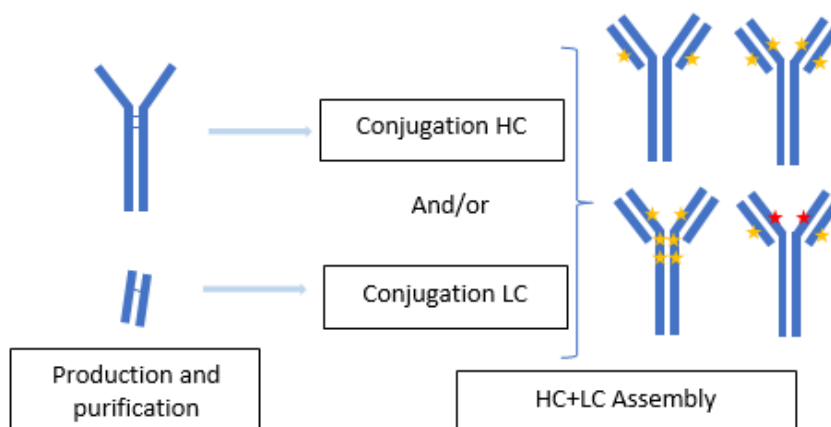 Conjugation HC
And/or
Conjugation LC
Production and
purification
HC+LC Assembly